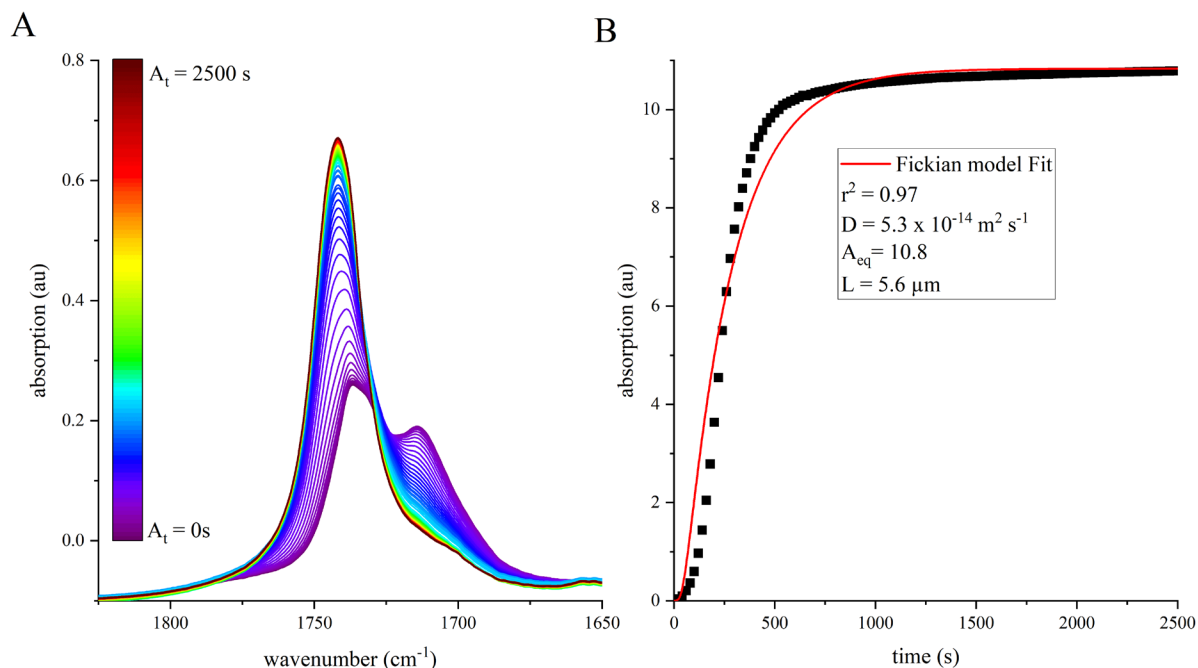 A
A_t = 2500 s
A_t = 0s
0.8
0.6
0.4
0.2
0.0
absorption (au)
1800
1750
1700
1650
wavenumber (cm⁻¹)
B
10
8
6
4
2
0
absorption (au)
Fickian model Fit
r² = 0.97
D = 5.3 x 10⁻¹⁴ m² s⁻¹
A_eq = 10.8
L = 5.6 µm
0
500
1000
1500
2000
2500
time (s)